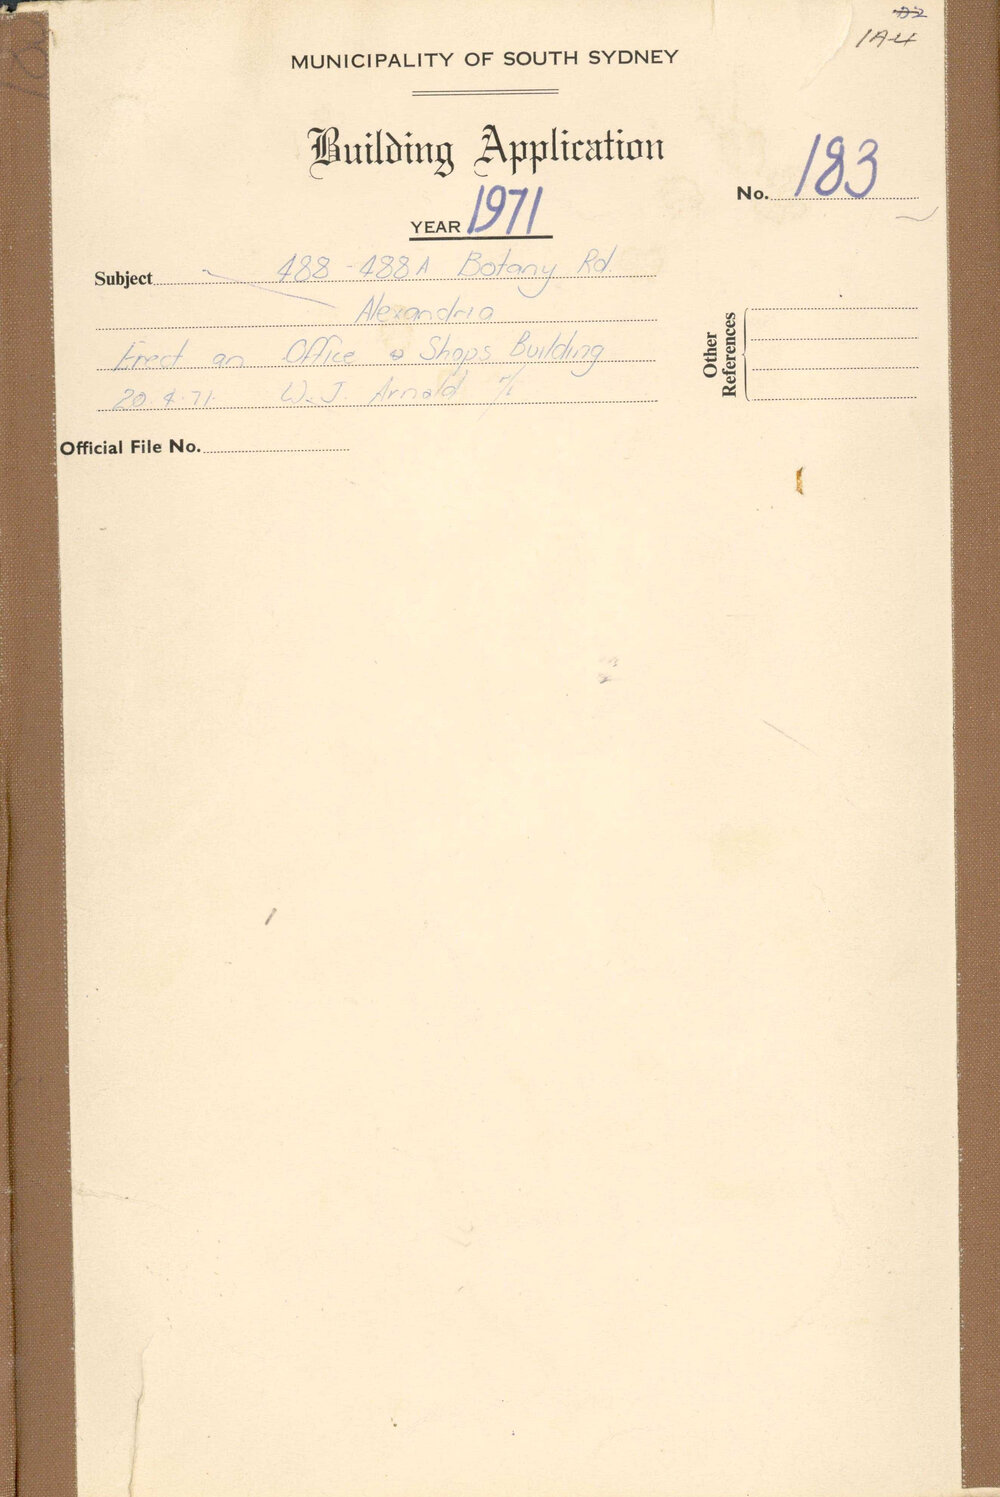 1A4
MUNICIPALITY OF SOUTH SYDNEY
Building Application
No. 183
YEAR 1971
Subject 488-488A Botany Rd.
Alexandria
Erect an Office & Shops Building
20.4.71. W.J. Arnold
Other
References
Official File No.